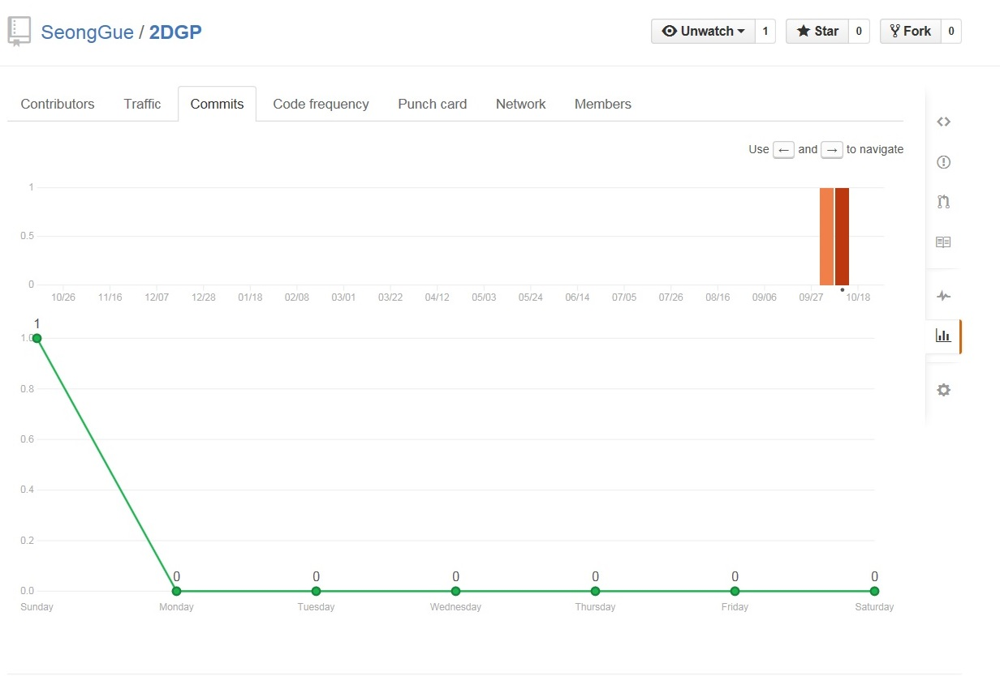 SeongGue / 2DGP
Unwatch 1 Star 0 Fork 0
Contributors Traffic Commits Code frequency Punch card Network Members
Use ← and → to navigate
1
0.5
0
10/26 11/16 12/07 12/28 01/18 02/08 03/01 03/22 04/12 05/03 05/24 06/14 07/05 07/26 08/16 09/06 09/27 10/18
1
1.0
0.8
0.6
0.4
0.2
0 0 0 0 0 0
0.0
Sunday Monday Tuesday Wednesday Thursday Friday Saturday